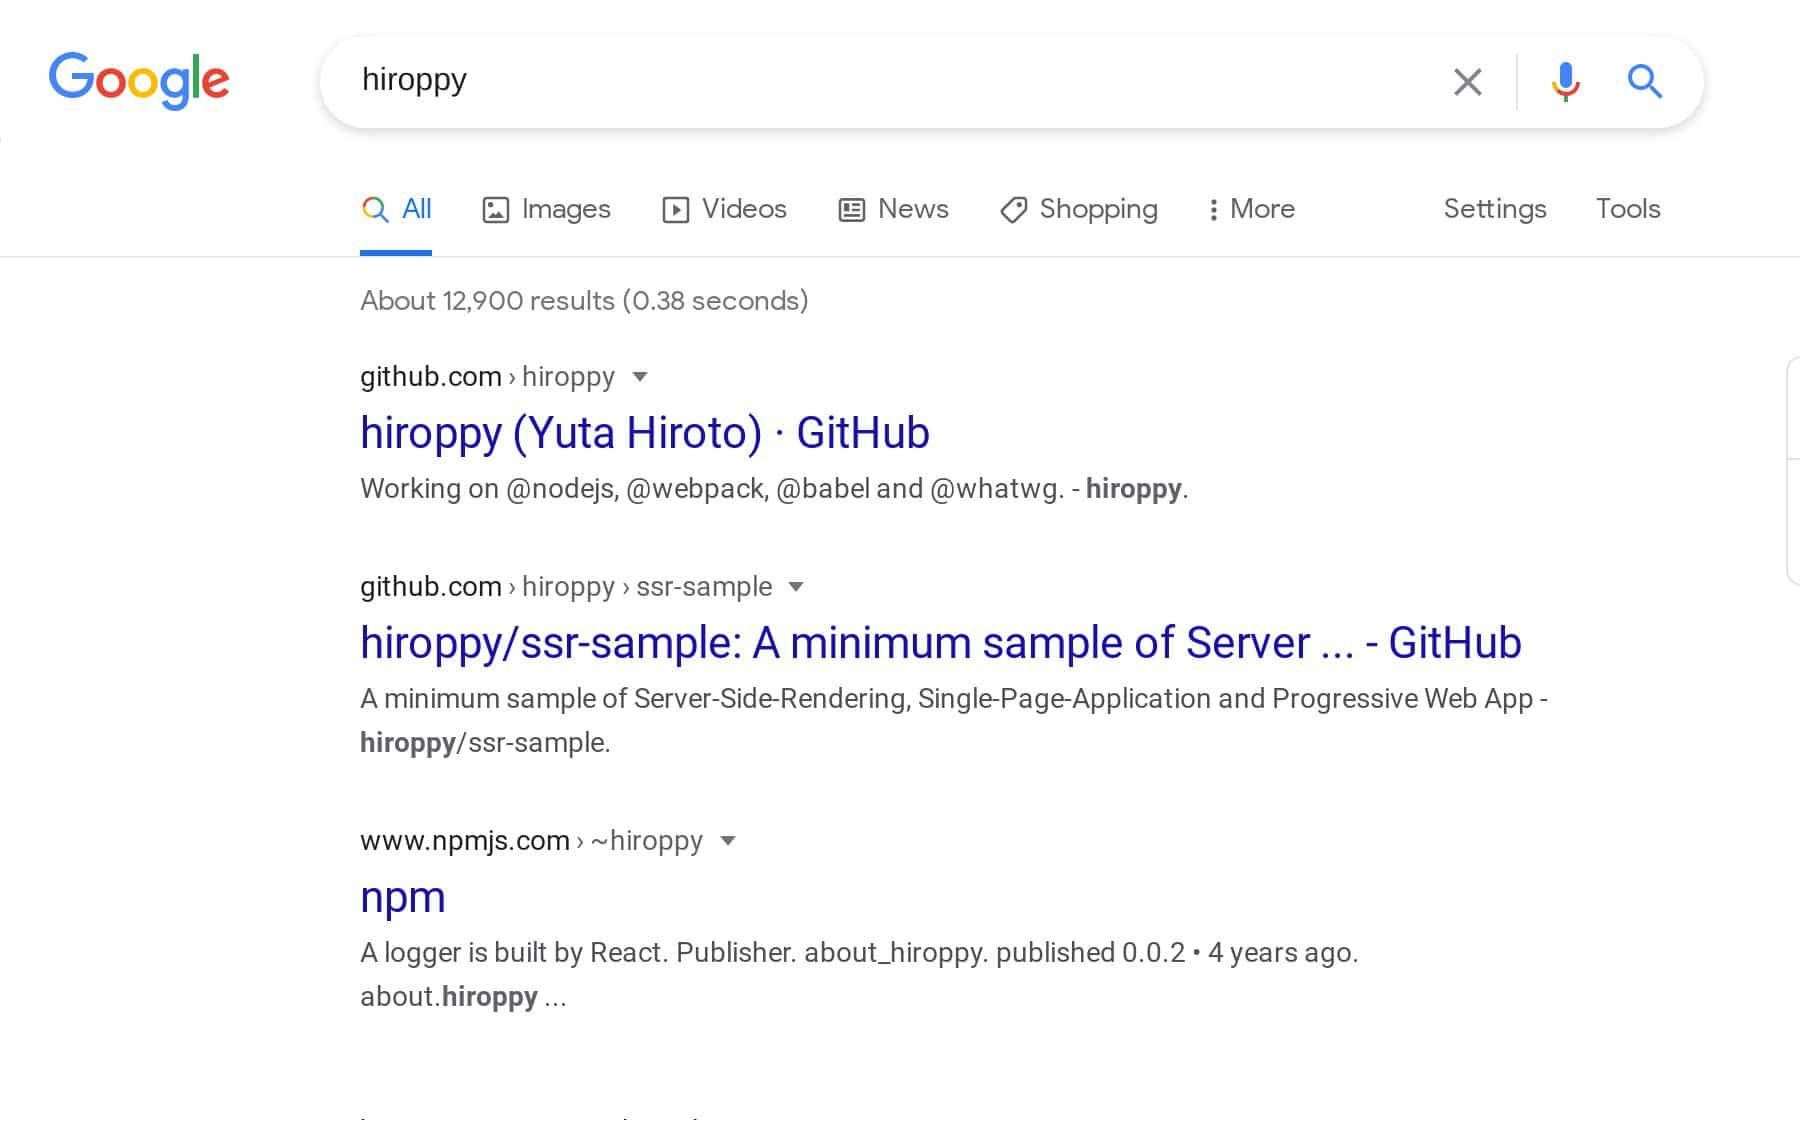 Google
hiroppy
All Images Videos News Shopping More Settings Tools
About 12,900 results (0.38 seconds)
github.com › hiroppy
hiroppy (Yuta Hiroto) · GitHub
Working on @nodejs, @webpack, @babel and @whatwg. - hiroppy.
github.com › hiroppy › ssr-sample
hiroppy/ssr-sample: A minimum sample of Server ... - GitHub
A minimum sample of Server-Side-Rendering, Single-Page-Application and Progressive Web App -
hiroppy/ssr-sample.
www.npmjs.com › ~hiroppy
npm
A logger is built by React. Publisher. about_hiroppy. published 0.0.2 • 4 years ago.
about.hiroppy ...